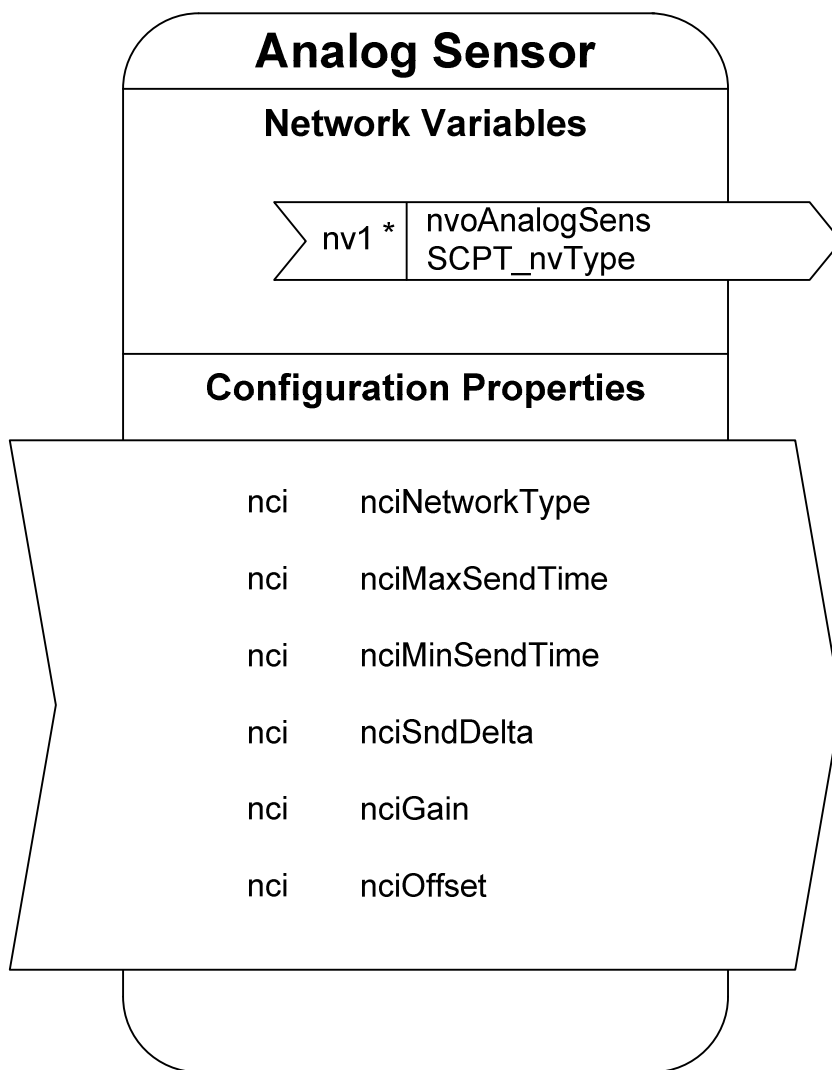 Analog Sensor
Network Variables
nv1 * nvoAnalogSens
SCPT_nvType
Configuration Properties
nci nciNetworkType
nci nciMaxSendTime
nci nciMinSendTime
nci nciSndDelta
nci nciGain
nci nciOffset